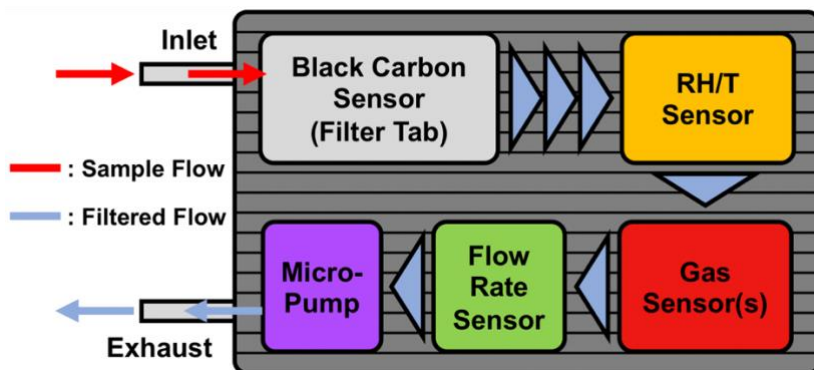 Inlet
Black Carbon
Sensor
(Filter Tab)
RH/T
Sensor
: Sample Flow
: Filtered Flow
Micro-
Pump
Flow
Rate
Sensor
Gas
Sensor(s)
Exhaust